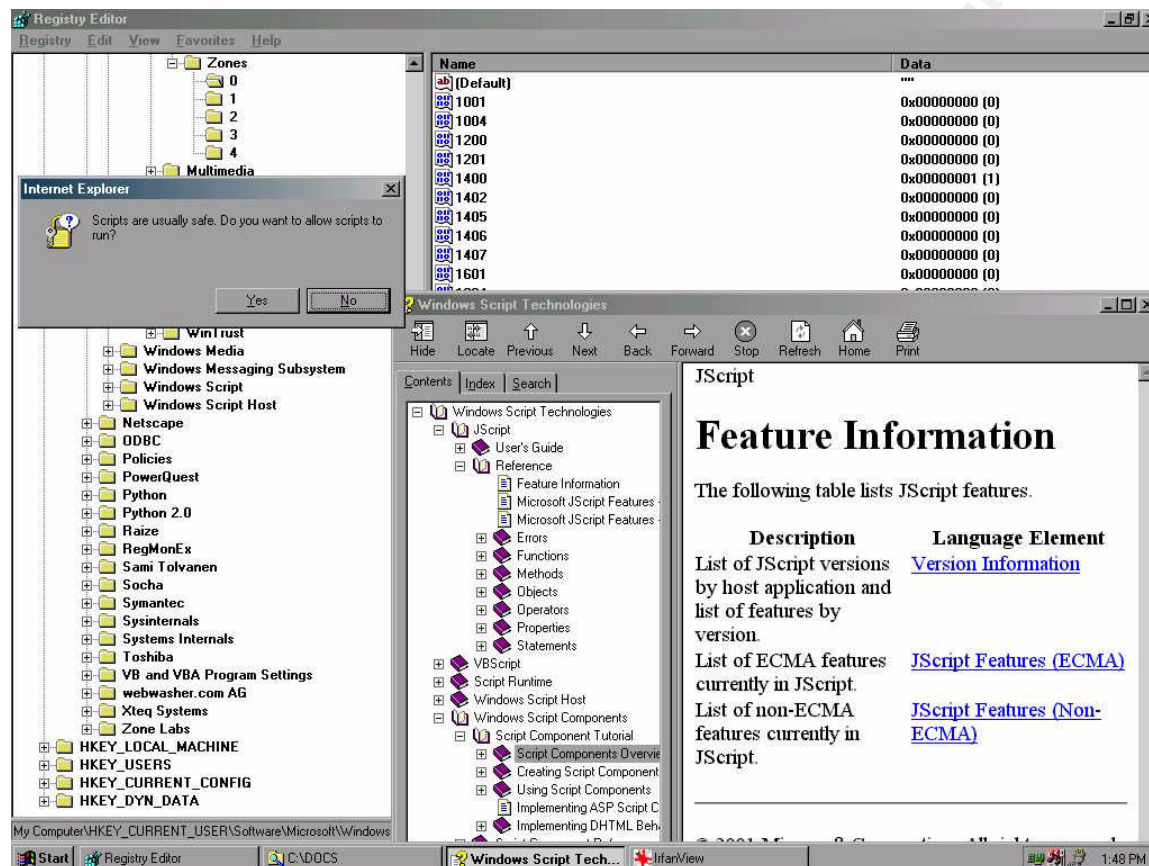 Registry Editor
Registry Edit View Favorites Help
Zones
0
1
2
3
4
Multimedia
Name Data
(Default) ""
1001 0x00000000 (0)
1004 0x00000000 (0)
1200 0x00000000 (0)
1201 0x00000000 (0)
1400 0x00000001 (1)
1402 0x00000000 (0)
1405 0x00000000 (0)
1406 0x00000000 (0)
1407 0x00000000 (0)
1601 0x00000000 (0)
Internet Explorer
Scripts are usually safe. Do you want to allow scripts to
run?
Yes No
WinTrust
Windows Media
Windows Messaging Subsystem
Windows Script
Windows Script Host
Netscape
ODBC
Policies
PowerQuest
Python
Python 2.0
Raize
RegMonEx
Sami Tolvanen
Socha
Symantec
Sysinternals
Systems Internals
Toshiba
VB and VBA Program Settings
webwasher.com AG
Xteq Systems
Zone Labs
HKEY_LOCAL_MACHINE
HKEY_USERS
HKEY_CURRENT_CONFIG
HKEY_DYN_DATA
My Computer\HKEY_CURRENT_USER\Software\Microsoft\Windows
Windows Script Technologies
Hide Locate Previous Next Back Forward Stop Refresh Home Print
Contents Index Search
Windows Script Technologies
JScript
User's Guide
Reference
Feature Information
Microsoft JScript Features -
Microsoft JScript Features -
Errors
Functions
Methods
Objects
Operators
Properties
Statements
VBScript
Script Runtime
Windows Script Host
Windows Script Components
Script Component Tutorial
Script Components Overvie
Creating Script Component
Using Script Components
Implementing ASP Script C
Implementing DHTML Beh
JScript
Feature Information
The following table lists JScript features.
Description Language Element
List of JScript versions Version Information
by host application and
list of features by
version.
List of ECMA features JScript Features (ECMA)
currently in JScript.
List of non-ECMA JScript Features (Non-
features currently in ECMA)
JScript.
Start Registry Editor C:\DOCS Windows Script Tech... IrfanView 1:48 PM